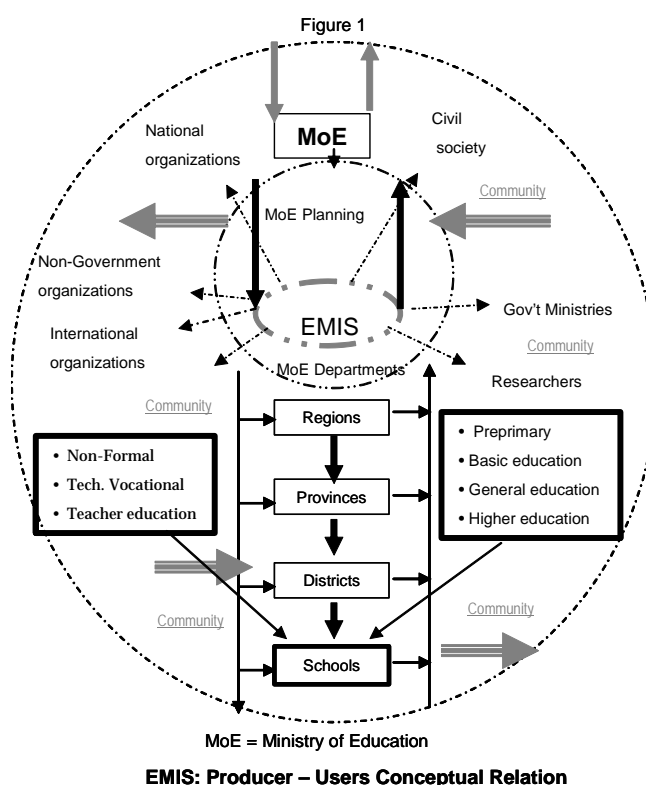 Figure 1
MoE
National
organizations
Civil
society
Community
MoE Planning
Non-Government
organizations
International
organizations
EMIS
Gov't Ministries
Community
MoE Departments
Researchers
Community
Regions
• Non-Formal
• Tech. Vocational
• Teacher education
• Preprimary
• Basic education
• General education
• Higher education
Provinces
Districts
Community
Community
Schools
MoE = Ministry of Education
EMIS: Producer – Users Conceptual Relation